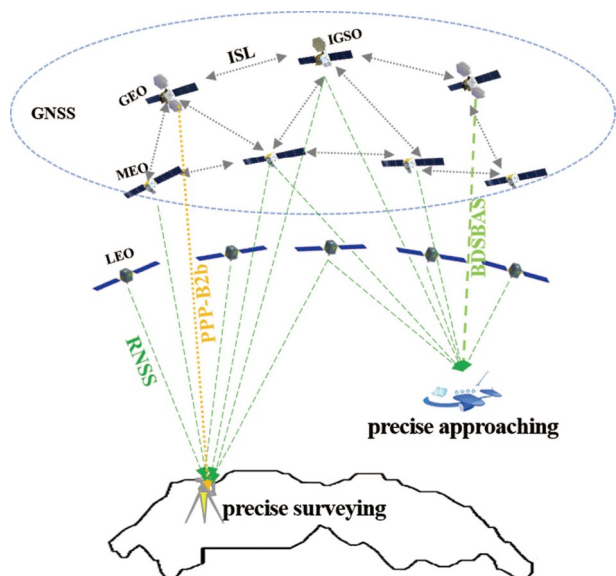 ISL
IGSO
GEO
GNSS
MEO
LEO
PPP-B2b
BDSBAS
RNSS
precise approaching
precise surveying